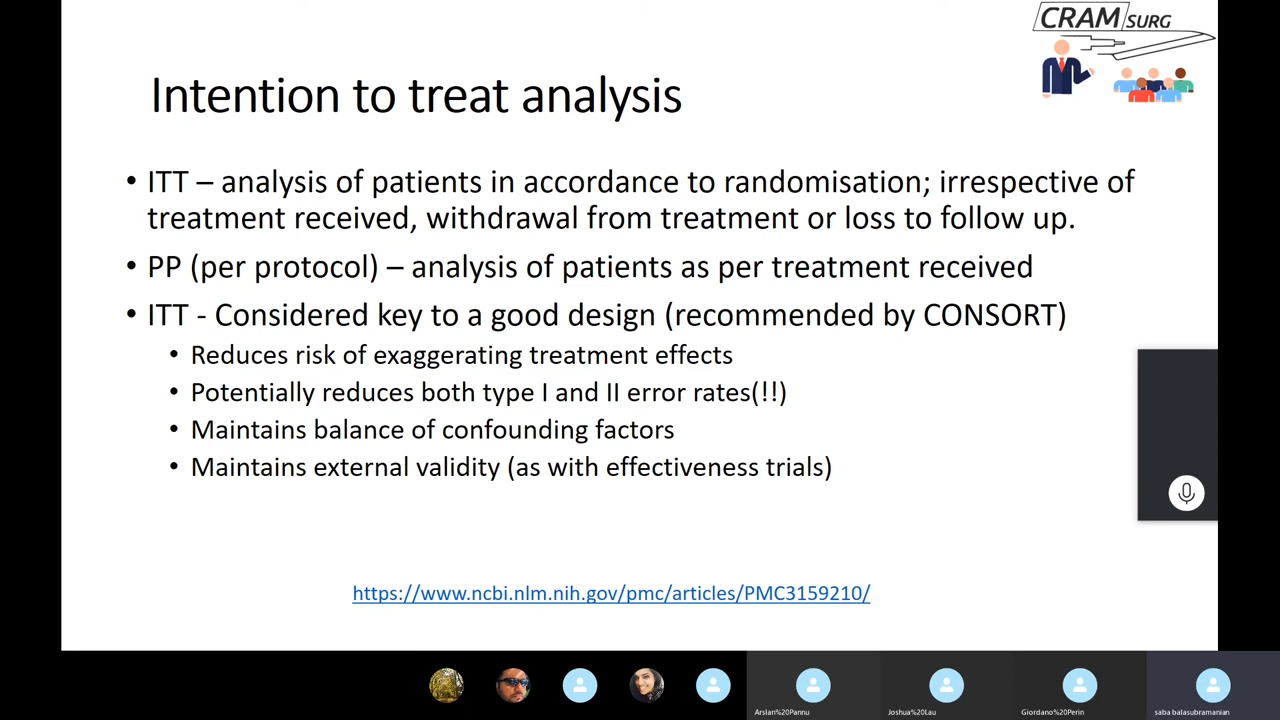 CRAM SURG
Intention to treat analysis
• ITT – analysis of patients in accordance to randomisation; irrespective of
treatment received, withdrawal from treatment or loss to follow up.
• PP (per protocol) – analysis of patients as per treatment received
• ITT - Considered key to a good design (recommended by CONSORT)
• Reduces risk of exaggerating treatment effects
• Potentially reduces both type I and II error rates(!!)
• Maintains balance of confounding factors
• Maintains external validity (as with effectiveness trials)
https://www.ncbi.nlm.nih.gov/pmc/articles/PMC3159210/
Arslan%20Pannu
Joshua%20Lau
Giordano%20Perin
saba balasubramanian